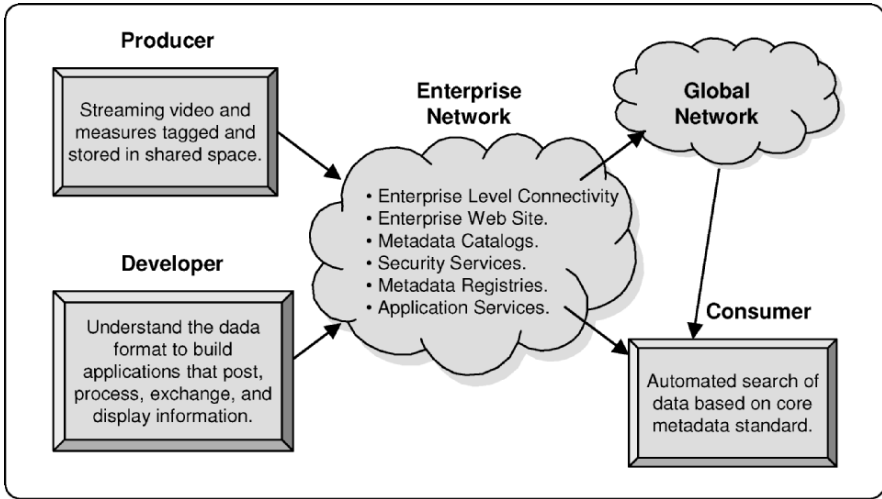 Producer
Streaming video and
measures tagged and
stored in shared space.
Developer
Understand the dada
format to build
applications that post,
process, exchange, and
display information.
Enterprise
Network
• Enterprise Level Connectivity
• Enterprise Web Site.
• Metadata Catalogs.
• Security Services.
• Metadata Registries.
• Application Services.
Global
Network
Consumer
Automated search of
data based on core
metadata standard.